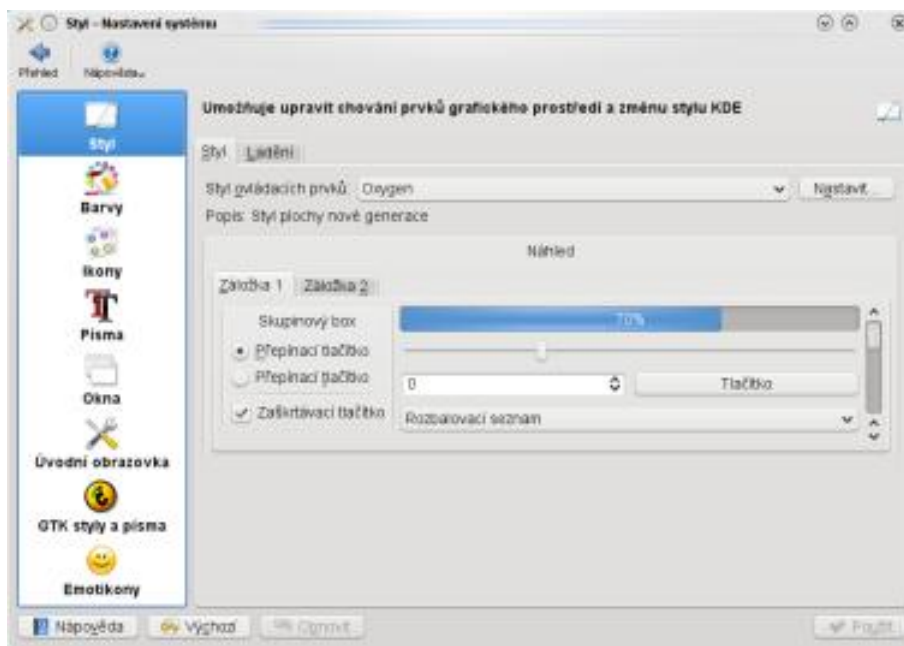 Styl - Nastavení systému
Přehled
Nápověda
Umožňuje upravit chování prvků grafického prostředí a změnu stylu KDE
Styl
Barvy
Ikony
Písma
Okna
Úvodní obrazovka
GTK styly a písma
Emotikony
Styl Ladění
Styl ovládacích prvků: Oxygen
Nastavit...
Popis: Styl plochy nové generace
Náhled
Záložka 1 Záložka 2
Skupinový box
70%
Přepínací tlačítko
Přepínací tlačítko
0
Tlačítko
Zaškrtávací tlačítko
Rozbalovací seznam
Nápověda
Výchozí
Obnovit
Použít